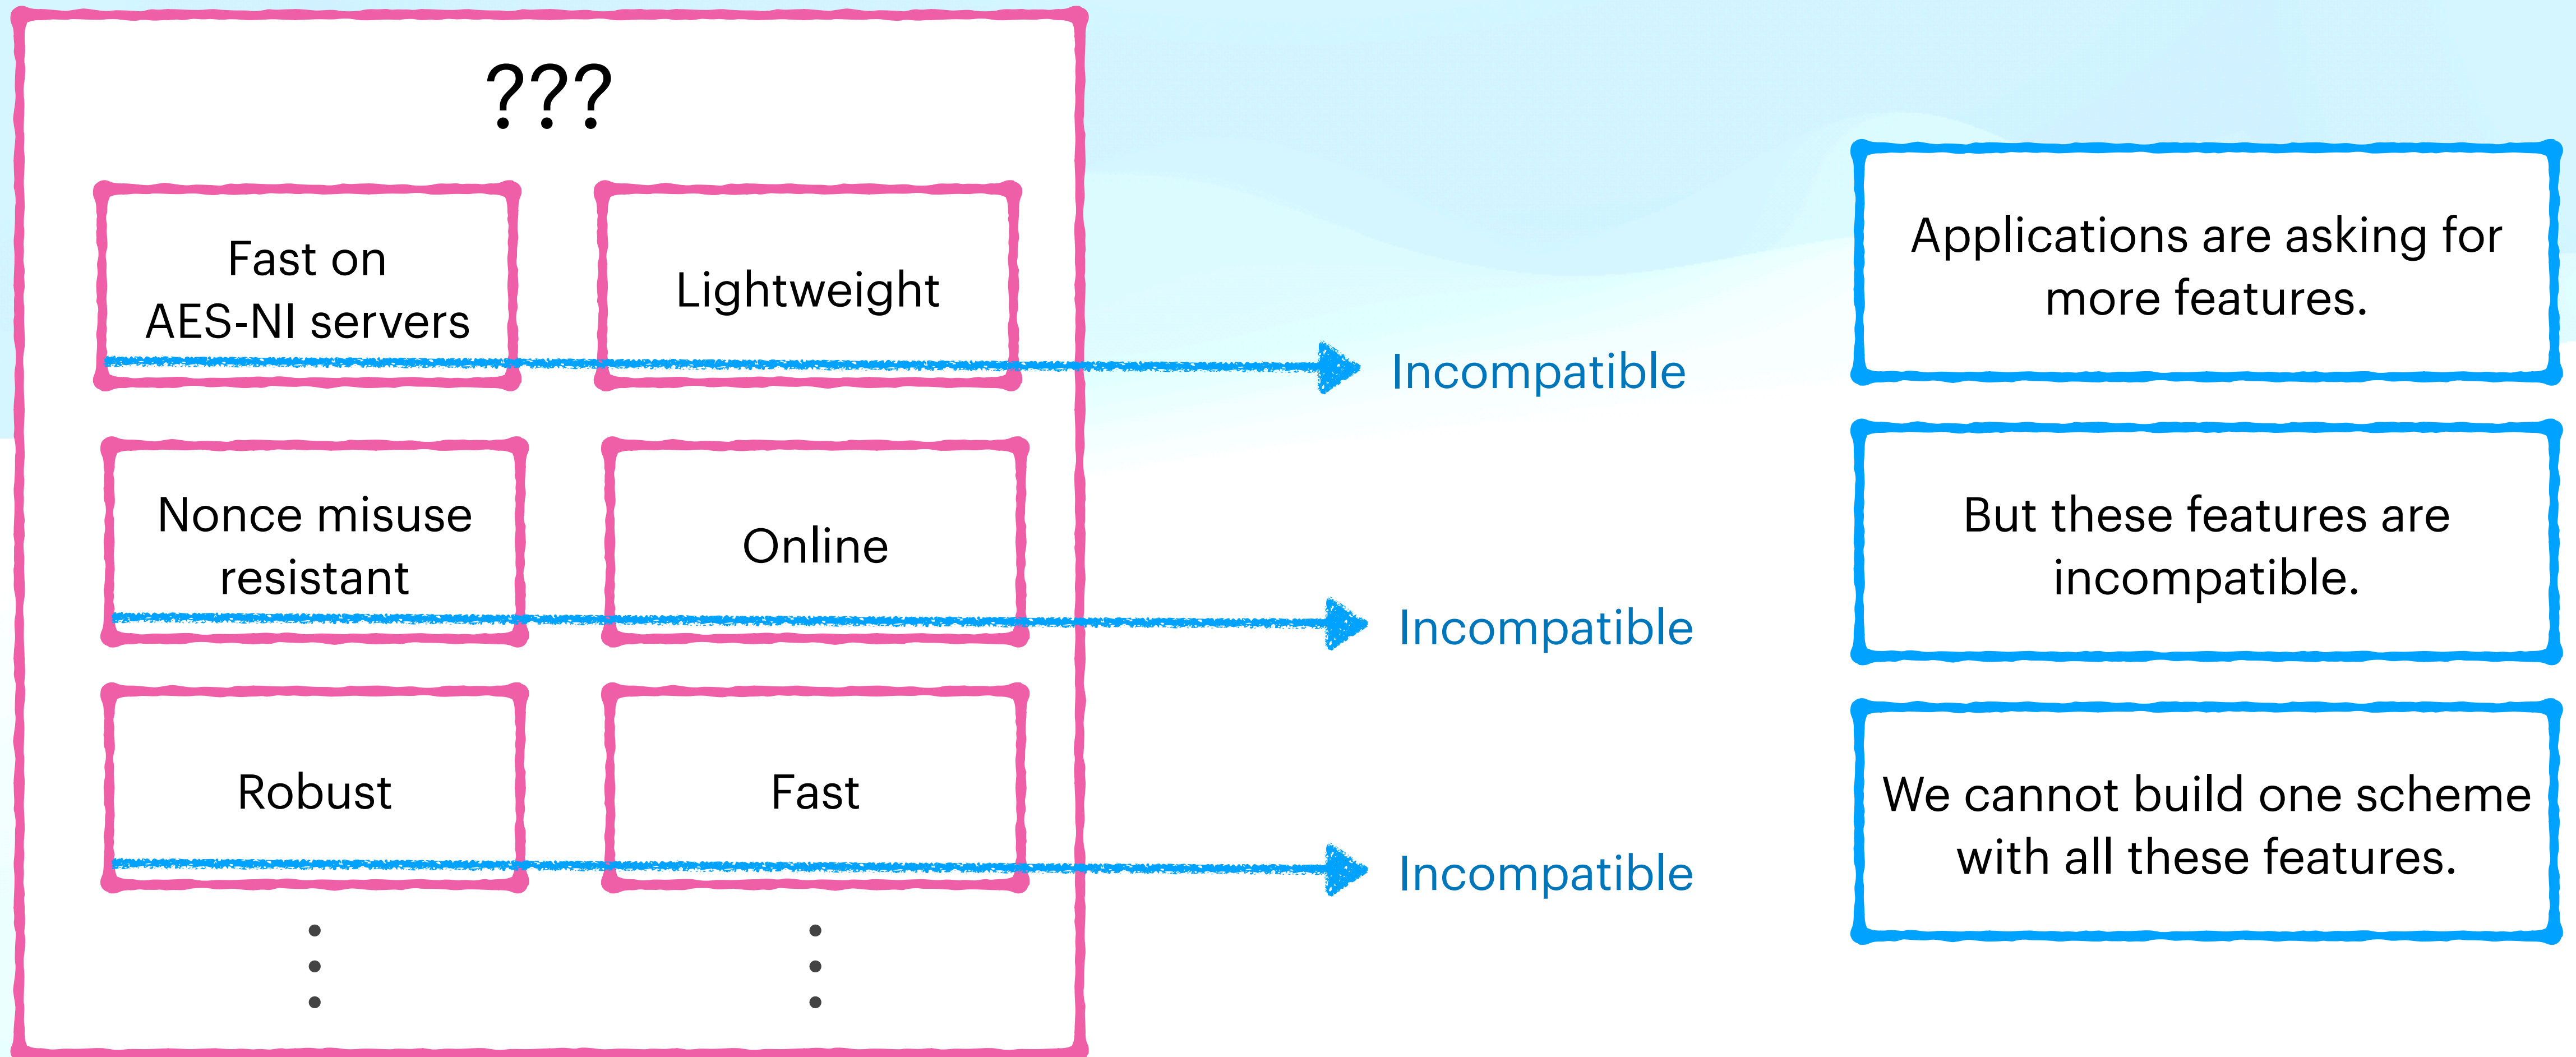 ???
Fast on
AES-NI servers
Lightweight
Incompatible
Nonce misuse
resistant
Online
Incompatible
Robust
Fast
Incompatible
Applications are asking for
more features.
But these features are
incompatible.
We cannot build one scheme
with all these features.